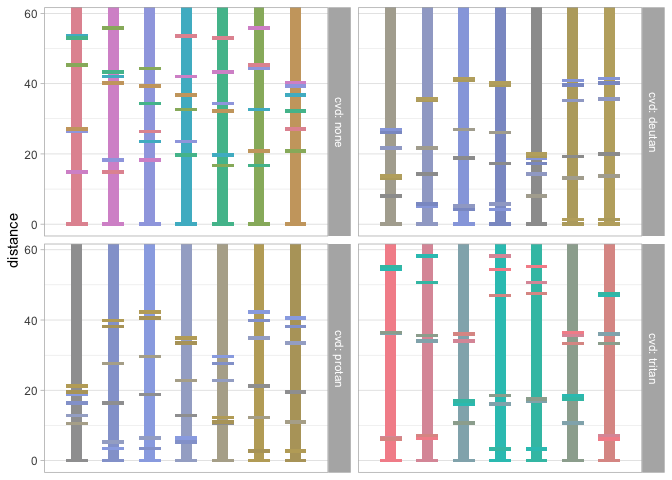 60
40
20
0
cvd: none
cvd: deutan
distance
60
40
20
0
cvd: protan
cvd: tritan